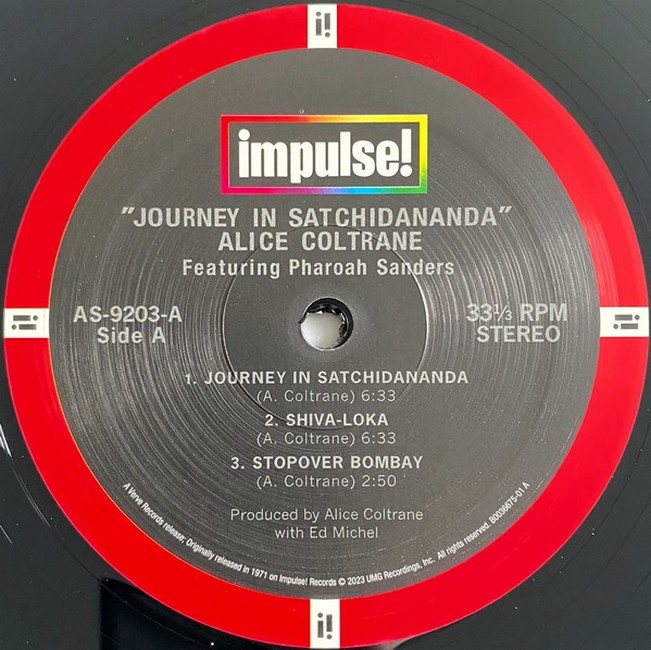 impulse!
"JOURNEY IN SATCHIDANANDA"
ALICE COLTRANE
Featuring Pharoah Sanders
AS-9203-A
Side A
33⅓ RPM
STEREO
1. JOURNEY IN SATCHIDANANDA
(A. Coltrane) 6:33
2. SHIVA-LOKA
(A. Coltrane) 6:33
3. STOPOVER BOMBAY
(A. Coltrane) 2:50
Produced by Alice Coltrane
with Ed Michel
A Verve Records release; Originally released in 1971 on Impulse! Records © 2023 UMG Recordings, Inc. All rights reserved. B0036675-01 A
i!
i!
i!
i!